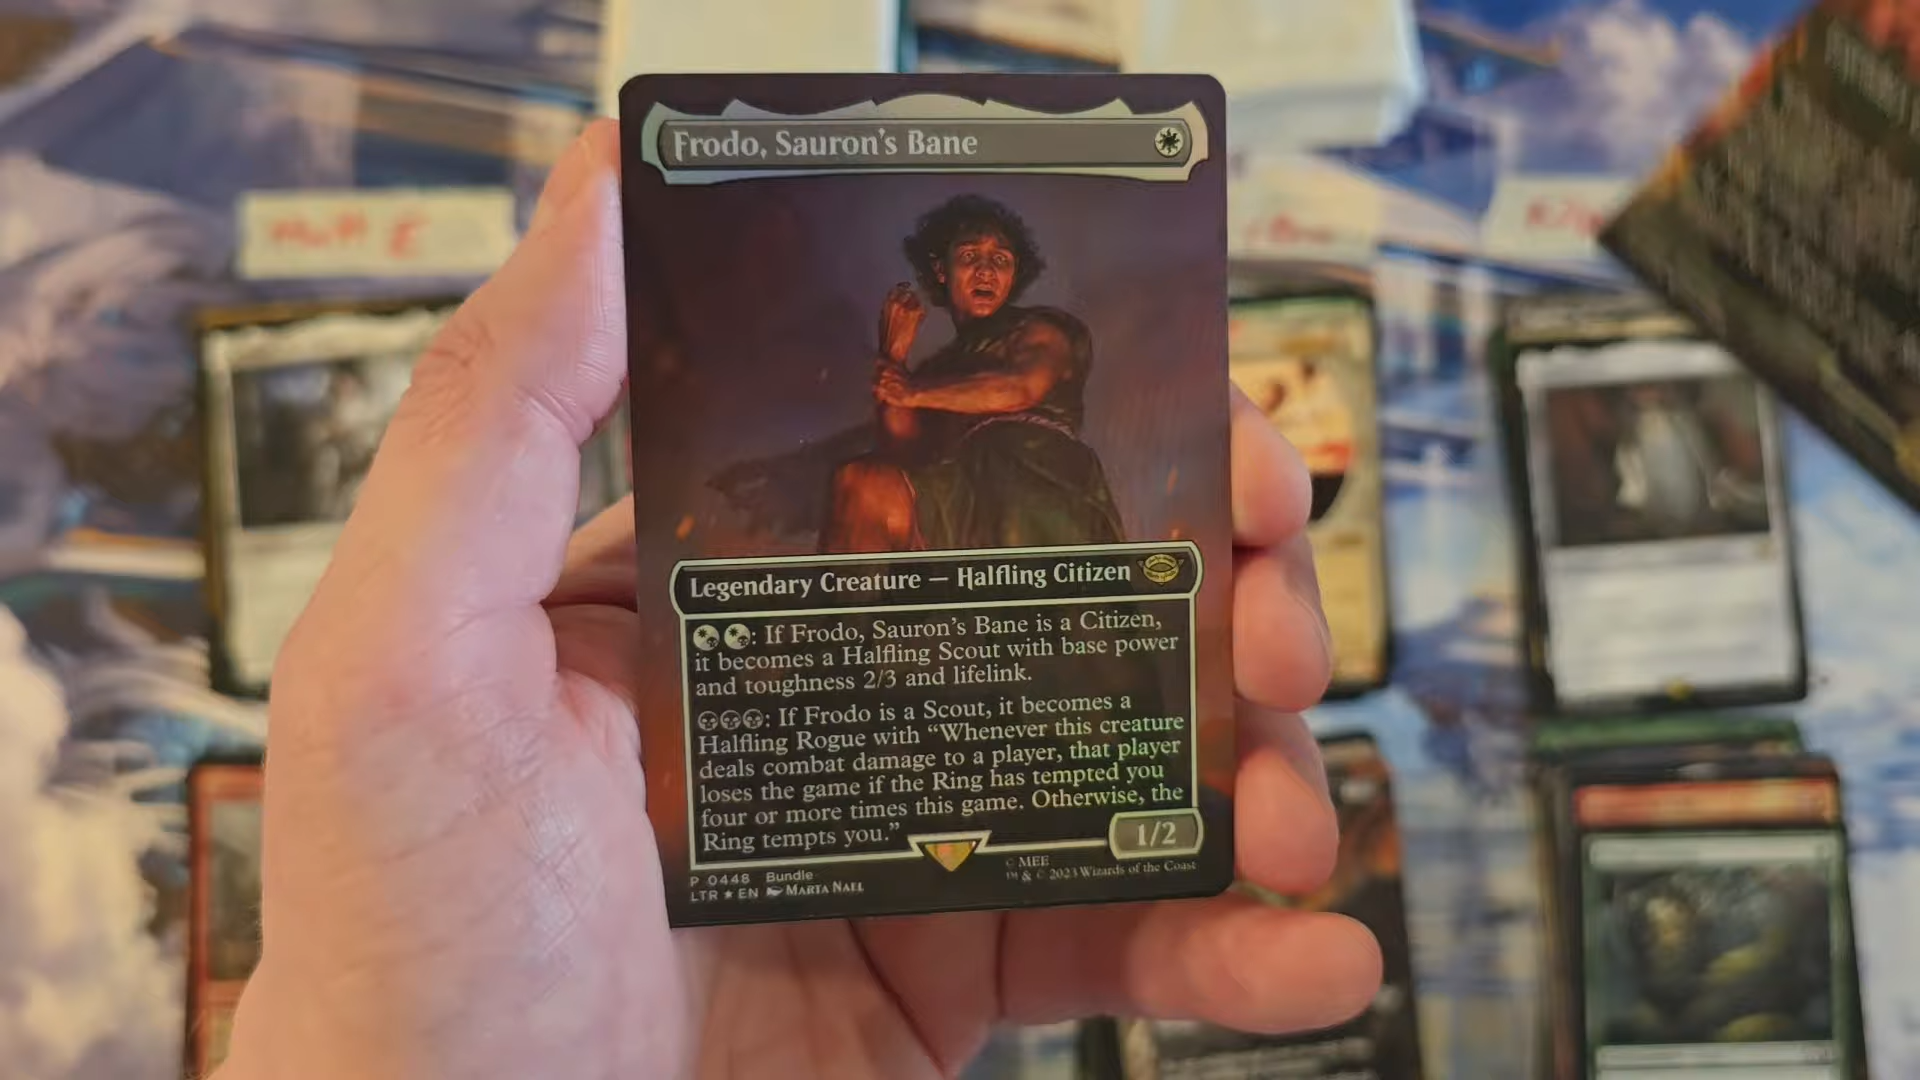 Frodo, Sauron's Bane
Legendary Creature — Halfling Citizen
: If Frodo, Sauron's Bane is a Citizen,
it becomes a Halfling Scout with base power
and toughness 2/3 and lifelink.
: If Frodo is a Scout, it becomes a
Halfling Rogue with “Whenever this creature
deals combat damage to a player, that player
loses the game if the Ring has tempted you
four or more times this game. Otherwise, the
Ring tempts you.”
1/2
P 0448 Bundle
LTR ★ EN Marta Nael
© MEE
™ & © 2023 Wizards of the Coast